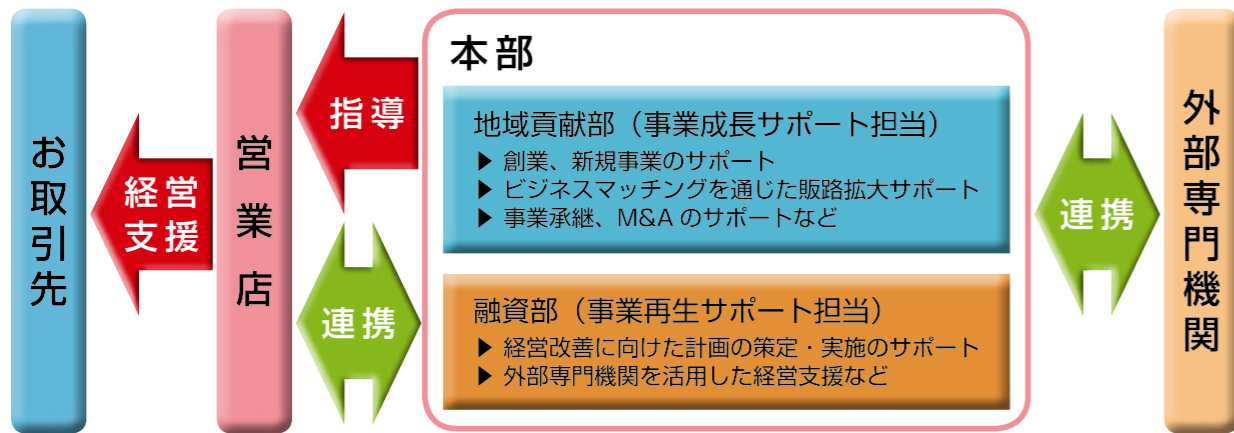 お取引先
経営
支援
営業店
指導
連携
本部
地域貢献部（事業成長サポート担当）
▶ 創業、新規事業のサポート
▶ ビジネスマッチングを通じた販路拡大サポート
▶ 事業承継、M&A のサポートなど
融資部（事業再生サポート担当）
▶ 経営改善に向けた計画の策定・実施のサポート
▶ 外部専門機関を活用した経営支援など
連携
外部専門機関